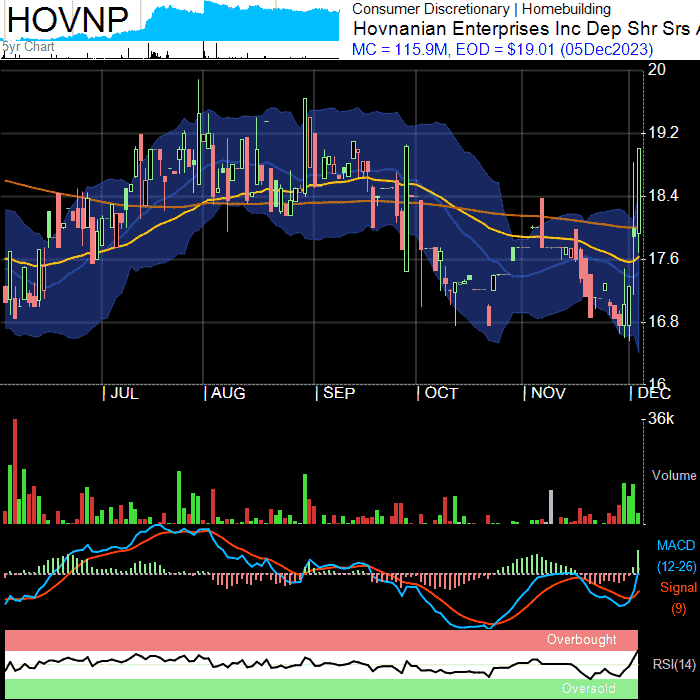 HOVNP
5yr Chart
Consumer Discretionary | Homebuilding
Hovnanian Enterprises Inc Dep Shr Srs A
MC = 115.9M, EOD = $19.01 (05Dec2023)
20
19.2
18.4
17.6
16.8
16
JUL AUG SEP OCT NOV DEC
36k
Volume
MACD
(12-26)
Signal
(9)
Overbought
RSI(14)
Oversold